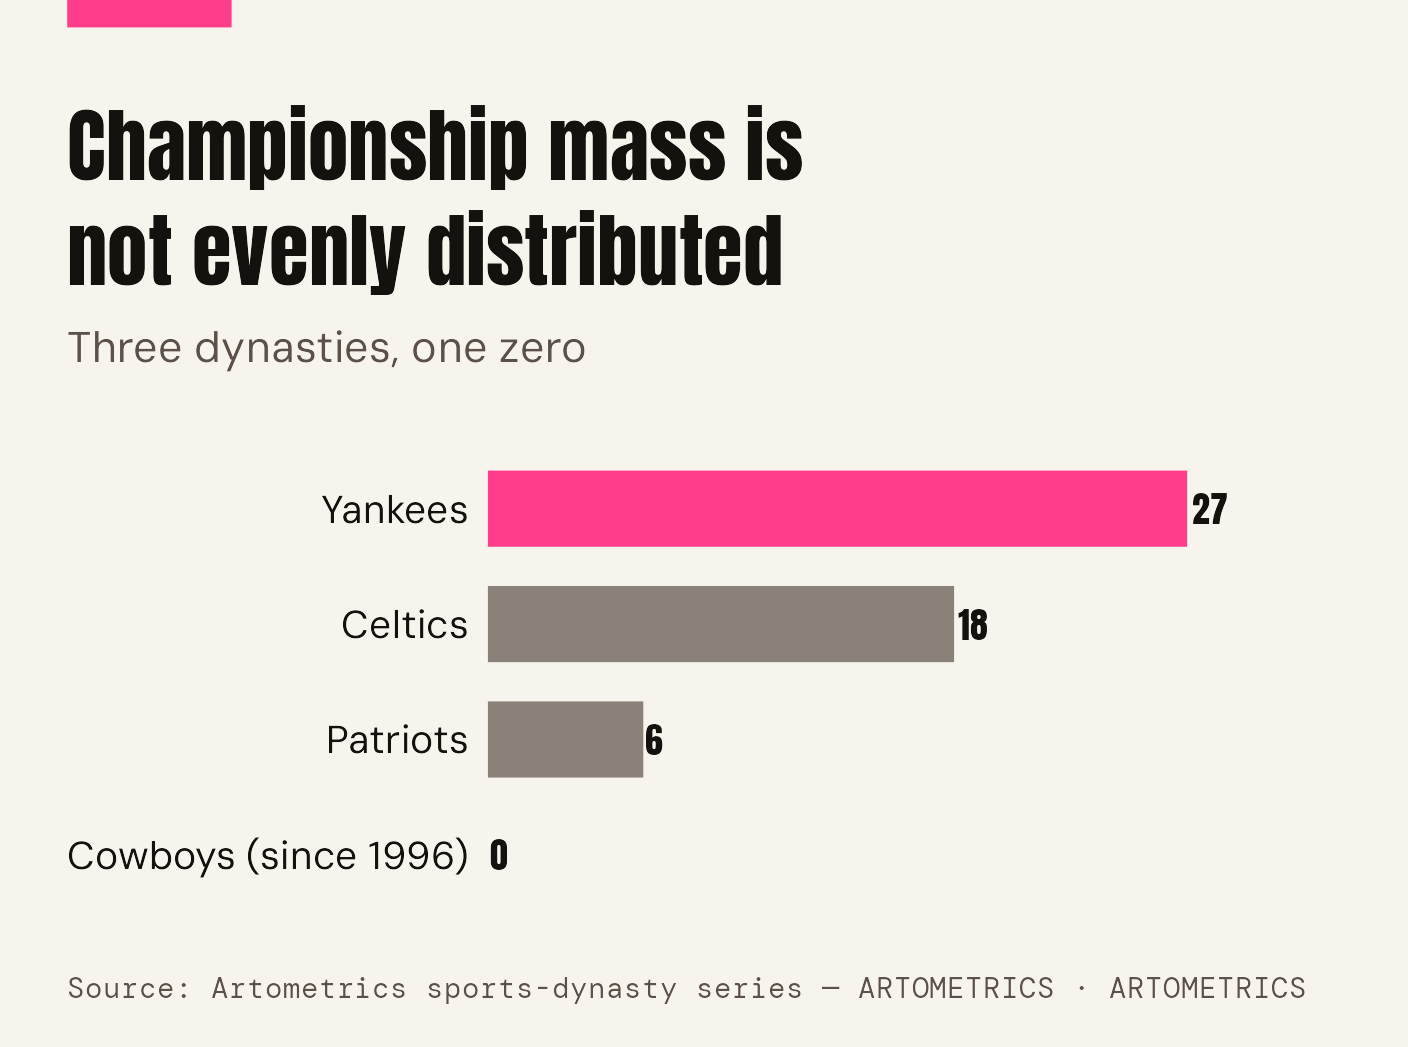 Championship mass is
not evenly distributed
Three dynasties, one zero
Yankees 27
Celtics 18
Patriots 6
Cowboys (since 1996) 0
Source: Artometrics sports-dynasty series — ARTOMETRICS · ARTOMETRICS